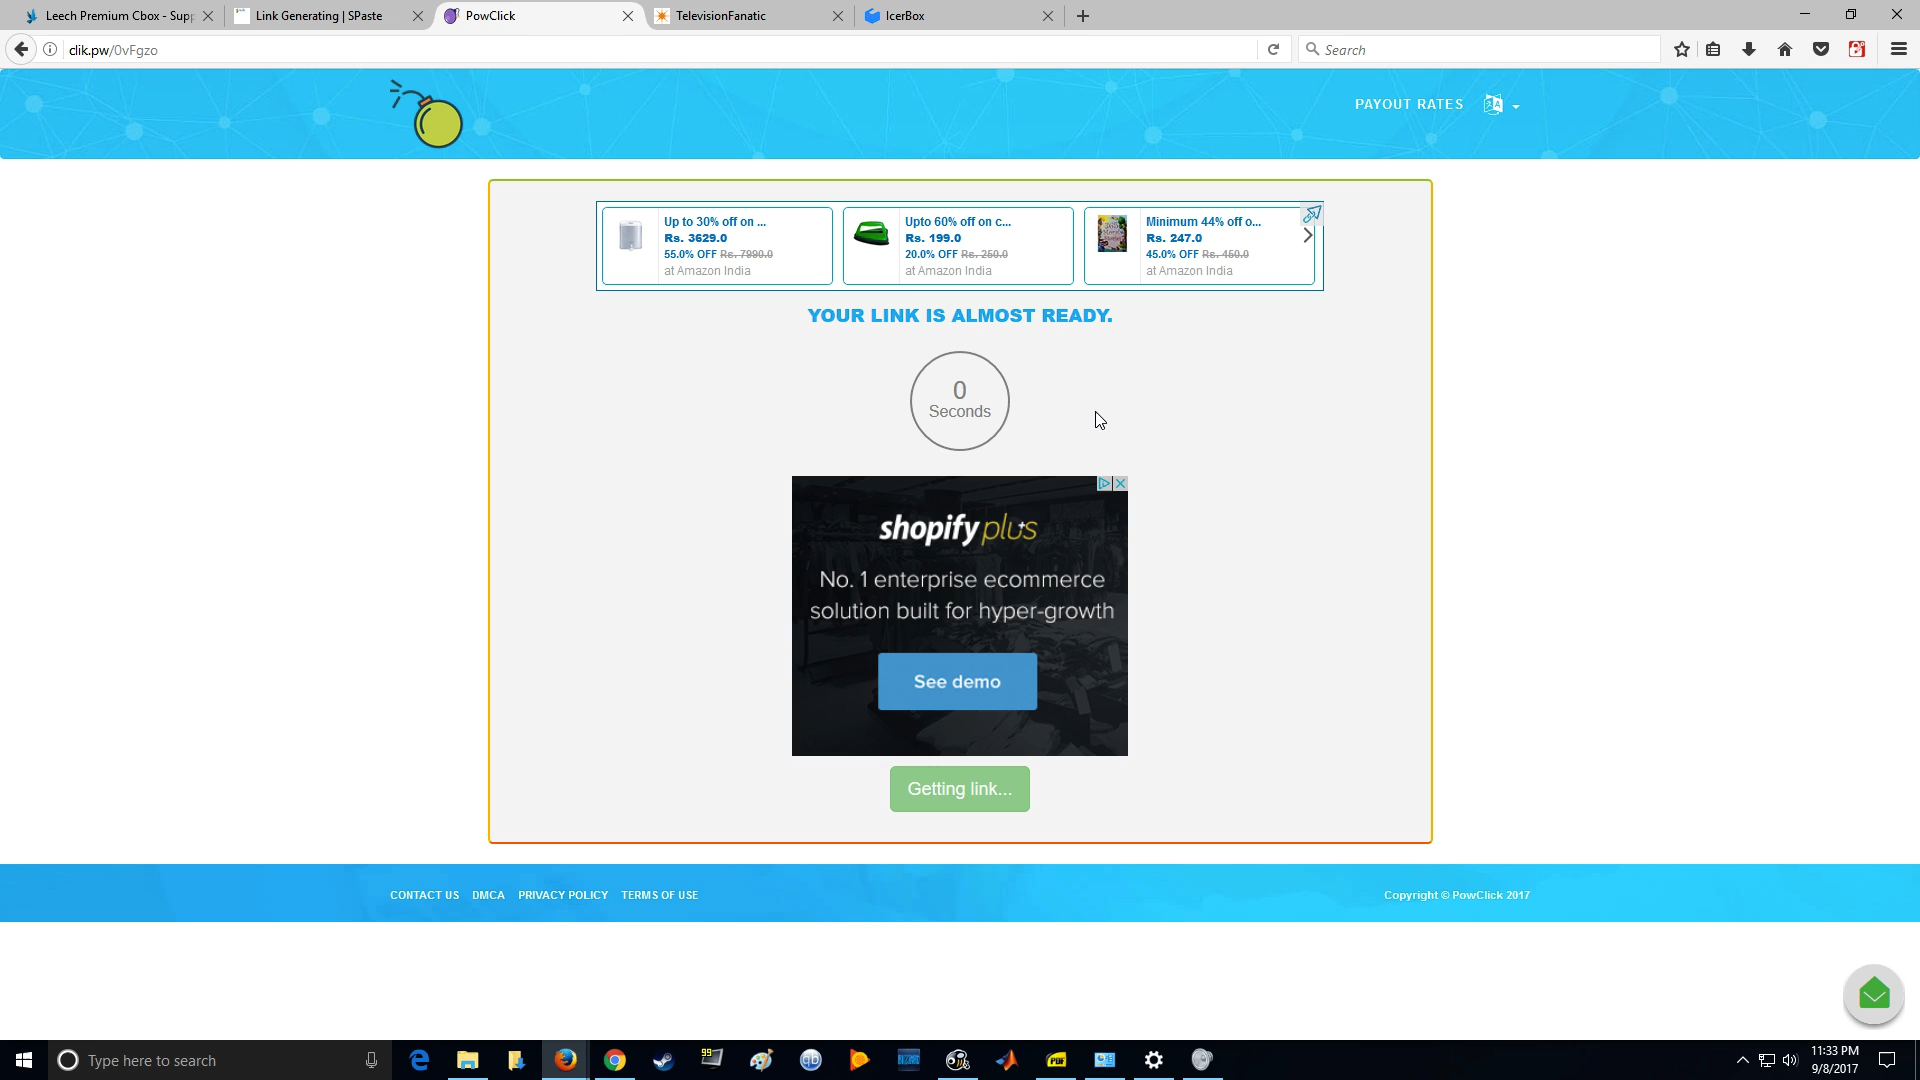 Leech Premium Cbox - Supp
Link Generating | SPaste
PowClick
TelevisionFanatic
IcerBox
clik.pw/0vFgzo
Search
PAYOUT RATES
Up to 30% off on ...
Rs. 3629.0
55.0% OFF Rs. 7990.0
at Amazon India
Upto 60% off on c...
Rs. 199.0
20.0% OFF Rs. 250.0
at Amazon India
Minimum 44% off o...
Rs. 247.0
45.0% OFF Rs. 450.0
at Amazon India
YOUR LINK IS ALMOST READY.
0
Seconds
shopify plus
No. 1 enterprise ecommerce
solution built for hyper-growth
See demo
Getting link...
CONTACT US DMCA PRIVACY POLICY TERMS OF USE
Copyright © PowClick 2017
Type here to search
99
qb
PDF
11:33 PM
9/8/2017